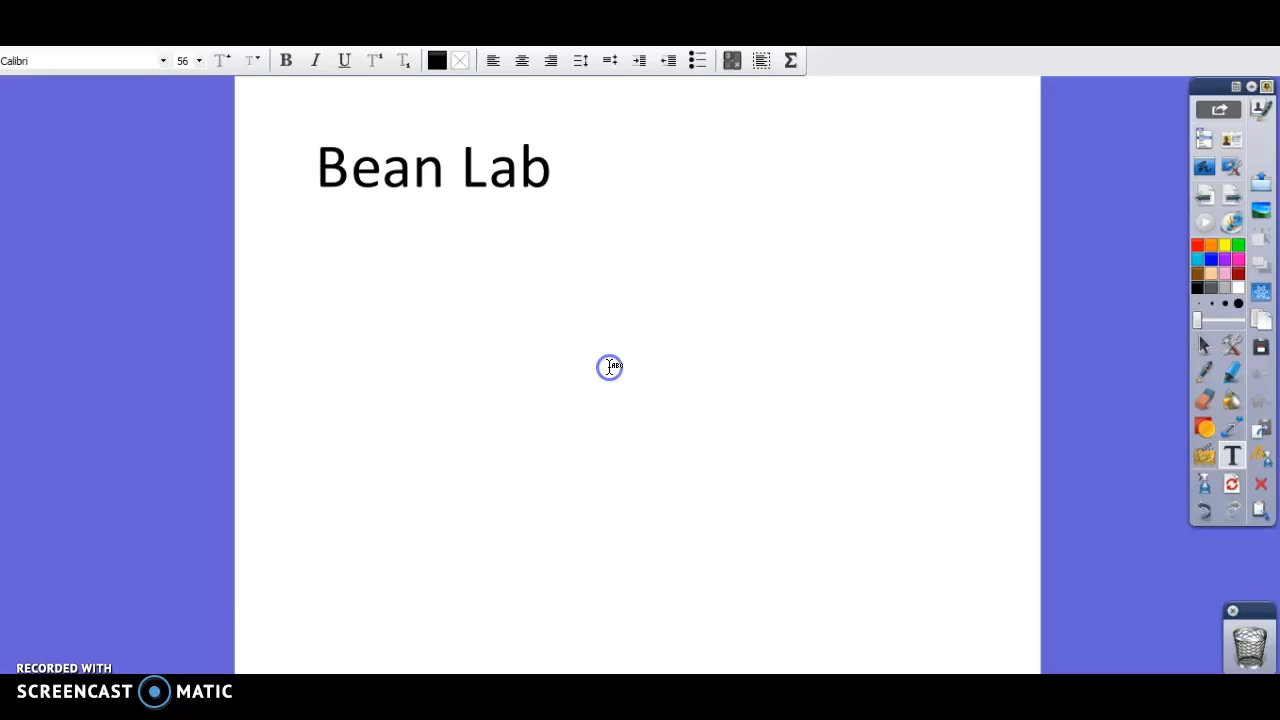 Calibri 56 B I U T T
Bean Lab
RECORDED WITH
SCREENCAST MATIC